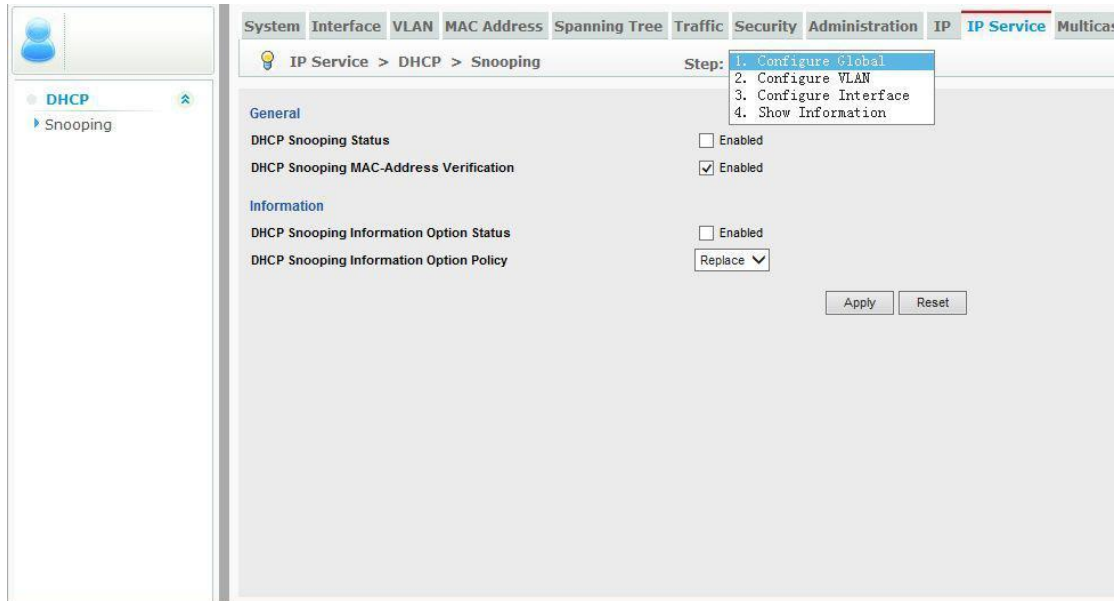 System Interface VLAN MAC Address Spanning Tree Traffic Security Administration IP IP Service Multicas
IP Service > DHCP > Snooping Step: 1. Configure Global
2. Configure VLAN
3. Configure Interface
4. Show Information
DHCP
Snooping
General
DHCP Snooping Status Enabled
DHCP Snooping MAC-Address Verification Enabled
Information
DHCP Snooping Information Option Status Enabled
DHCP Snooping Information Option Policy Replace
Apply Reset